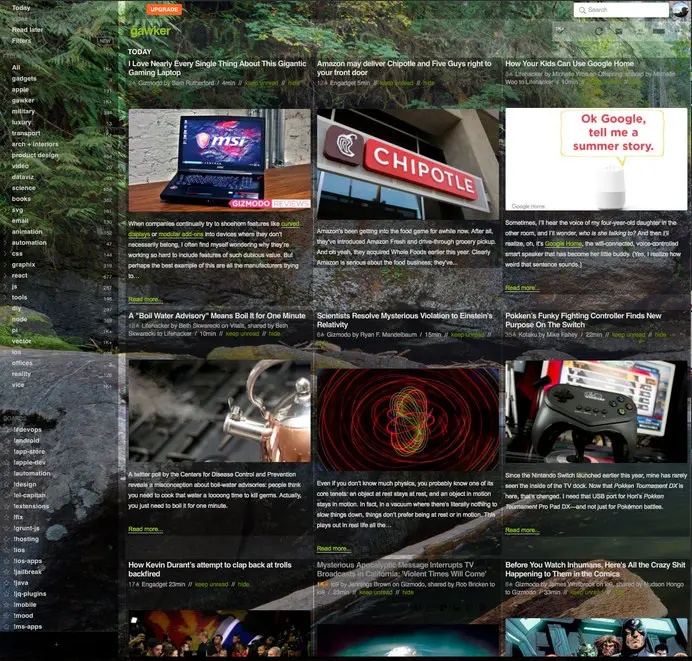 Today
Read later
Filters
NEW
All
gadgets
apple
gawker
military
luxury
transport
arch + interiors
product design
video
dataviz
science
books
svg
email
animation
automation
css
graphix
react
js
tools
diy
node
pi
vector
ios
offices
reality
vice
BOARDS
!#devops
!android
!app-store
!apple-dev
!automation
!design
!el-capitan
!extensions
!fix
!grunt-js
!hosting
!ios
!ios-apps
!jailbreak
!java
!jq-plugins
!mobile
!mood
!ms-apps
UPGRADE
Search
gawker
TODAY
I Love Nearly Every Single Thing About This Gigantic
Gaming Laptop
Gizmodo by Beth Rutherford / 4min // keep unread // hide
msi
GIZMODO REVIEWS
When companies continually try to shoehorn features like curved
displays or modular add-ons into devices where they don't
necessarily belong, I often find myself wondering why they're
working so hard to include features of such dubious value. But
perhaps the best example of this are all the manufacturers trying
to...
Read more...
Amazon may deliver Chipotle and Five Guys right to
your front door
Engadget 5min // keep unread // hide
CHIPOTLE
Amazon's been getting into the food game for awhile now. After all,
they've introduced Amazon Fresh and drive-through grocery pickup.
And oh yeah, they acquired Whole Foods earlier this year. Clearly
Amazon is serious about the food business; they've...
How Your Kids Can Use Google Home
Lifehacker by Michelle Woo on Offspring, shared by Michelle
Woo to Lifehacker / 10min //
Ok Google,
tell me a
summer story.
Google Home
Sometimes, I'll hear the voice of my four-year-old daughter in the
other room, and I'll wonder, who is she talking to? And then I'll
realize, oh, it's Google Home, the wifi-connected, voice-controlled
smart speaker that has become her little buddy. (Yes, I realize how
weird that sentence sounds.)
Read more...
A "Boil Water Advisory" Means Boil It for One Minute
Lifehacker by Beth Skwarecki on Vitals, shared by Beth
Skwarecki to Lifehacker / 10min // keep unread // hide
A twitter poll by the Centers for Disease Control and Prevention
reveals a misconception about boil-water advisories: people think
you need to cook that water a loooong time to kill germs. Actually,
you just need to boil it for one minute.
Read more...
Scientists Resolve Mysterious Violation to Einstein's
Relativity
Gizmodo by Ryan F. Mandelbaum / 15min // keep unread // hide
Even if you don't know much physics, you probably know one of its
core tenets: an object at rest stays at rest, and an object in motion
stays in motion. In fact, in a vacuum where there's literally nothing to
slow things down, things don't prefer being at rest or in motion. This
plays out in real life all the...
Read more...
Pokken's Funky Fighting Controller Finds New
Purpose On The Switch
Kotaku by Mike Fahey / 22min // keep unread // hide
Since the Nintendo Switch launched earlier this year, mine has rarely
seen the inside of its TV dock. Now that Pokken Tournament DX is
here, that's changed. I need that USB port for Hori's Pokken
Tournament Pro Pad DX—and not just for Pokémon battles.
Read more...
How Kevin Durant's attempt to clap back at trolls
backfired
Engadget 23min // keep unread // hide
Mysterious Apocalyptic Message Interrupts TV
Broadcasts in California: 'Violent Times Will Come'
io9 by Jennings Brown on Gizmodo, shared by Rob Bricken to
io9 / 23min // keep unread // hide
Before You Watch Inhumans, Here's All the Crazy Shit
Happening to Them in the Comics
Gizmodo by James Whitbrook on io9, shared by Hudson Hongo
to Gizmodo / 33min // keep unread // hide